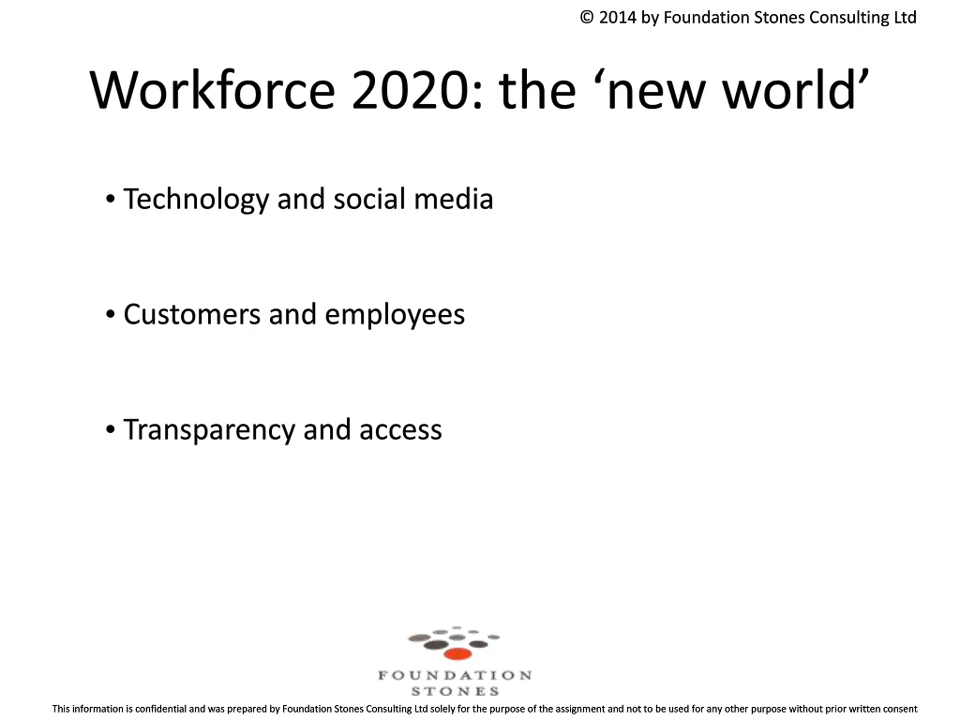 © 2014 by Foundation Stones Consulting Ltd
Workforce 2020: the ‘new world’
• Technology and social media
• Customers and employees
• Transparency and access
FOUNDATION
STONES
This information is confidential and was prepared by Foundation Stones Consulting Ltd solely for the purpose of the assignment and not to be used for any other purpose without prior written consent